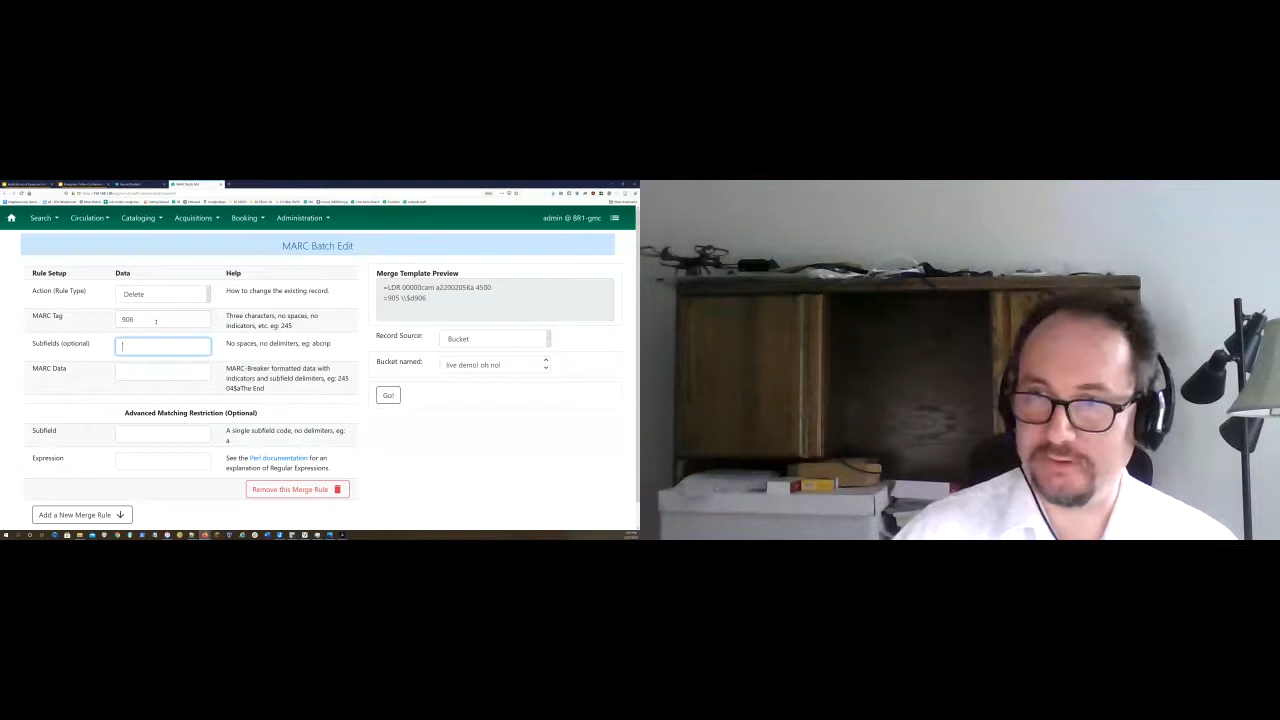 MARC Batch Edit
Search Circulation Cataloging Acquisitions Booking Administration admin @ BR1-gmc
MARC Batch Edit
Rule Setup Data Help
Action (Rule Type) Delete How to change the existing record.
MARC Tag 906 Three characters, no spaces, no
indicators, etc. eg: 245
Subfields (optional) No spaces, no delimiters, eg: abcnp
MARC Data MARC-Breaker formatted data with
indicators and subfield delimiters, eg: 245
04$aThe End
Advanced Matching Restriction (Optional)
Subfield A single subfield code, no delimiters, eg:
a
Expression See the Perl documentation for an
explanation of Regular Expressions.
Remove this Merge Rule
Add a New Merge Rule
Merge Template Preview
=LDR 00000cam a2200205Ka 4500
=905 \\$d906
Record Source: Bucket
Bucket named: live demo! oh no!
Go!